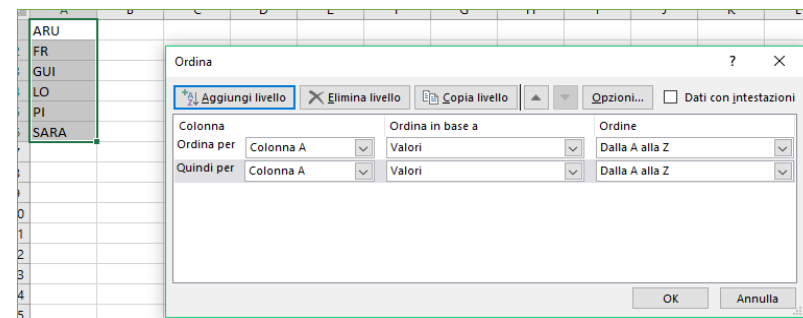 ARU
FR
GUI
LO
PI
SARA
Ordina ? ×
Aggiungi livello Elimina livello Copia livello Opzioni... Dati con intestazioni
Colonna Ordina in base a Ordine
Ordina per Colonna A Valori Dalla A alla Z
Quindi per Colonna A Valori Dalla A alla Z
OK Annulla